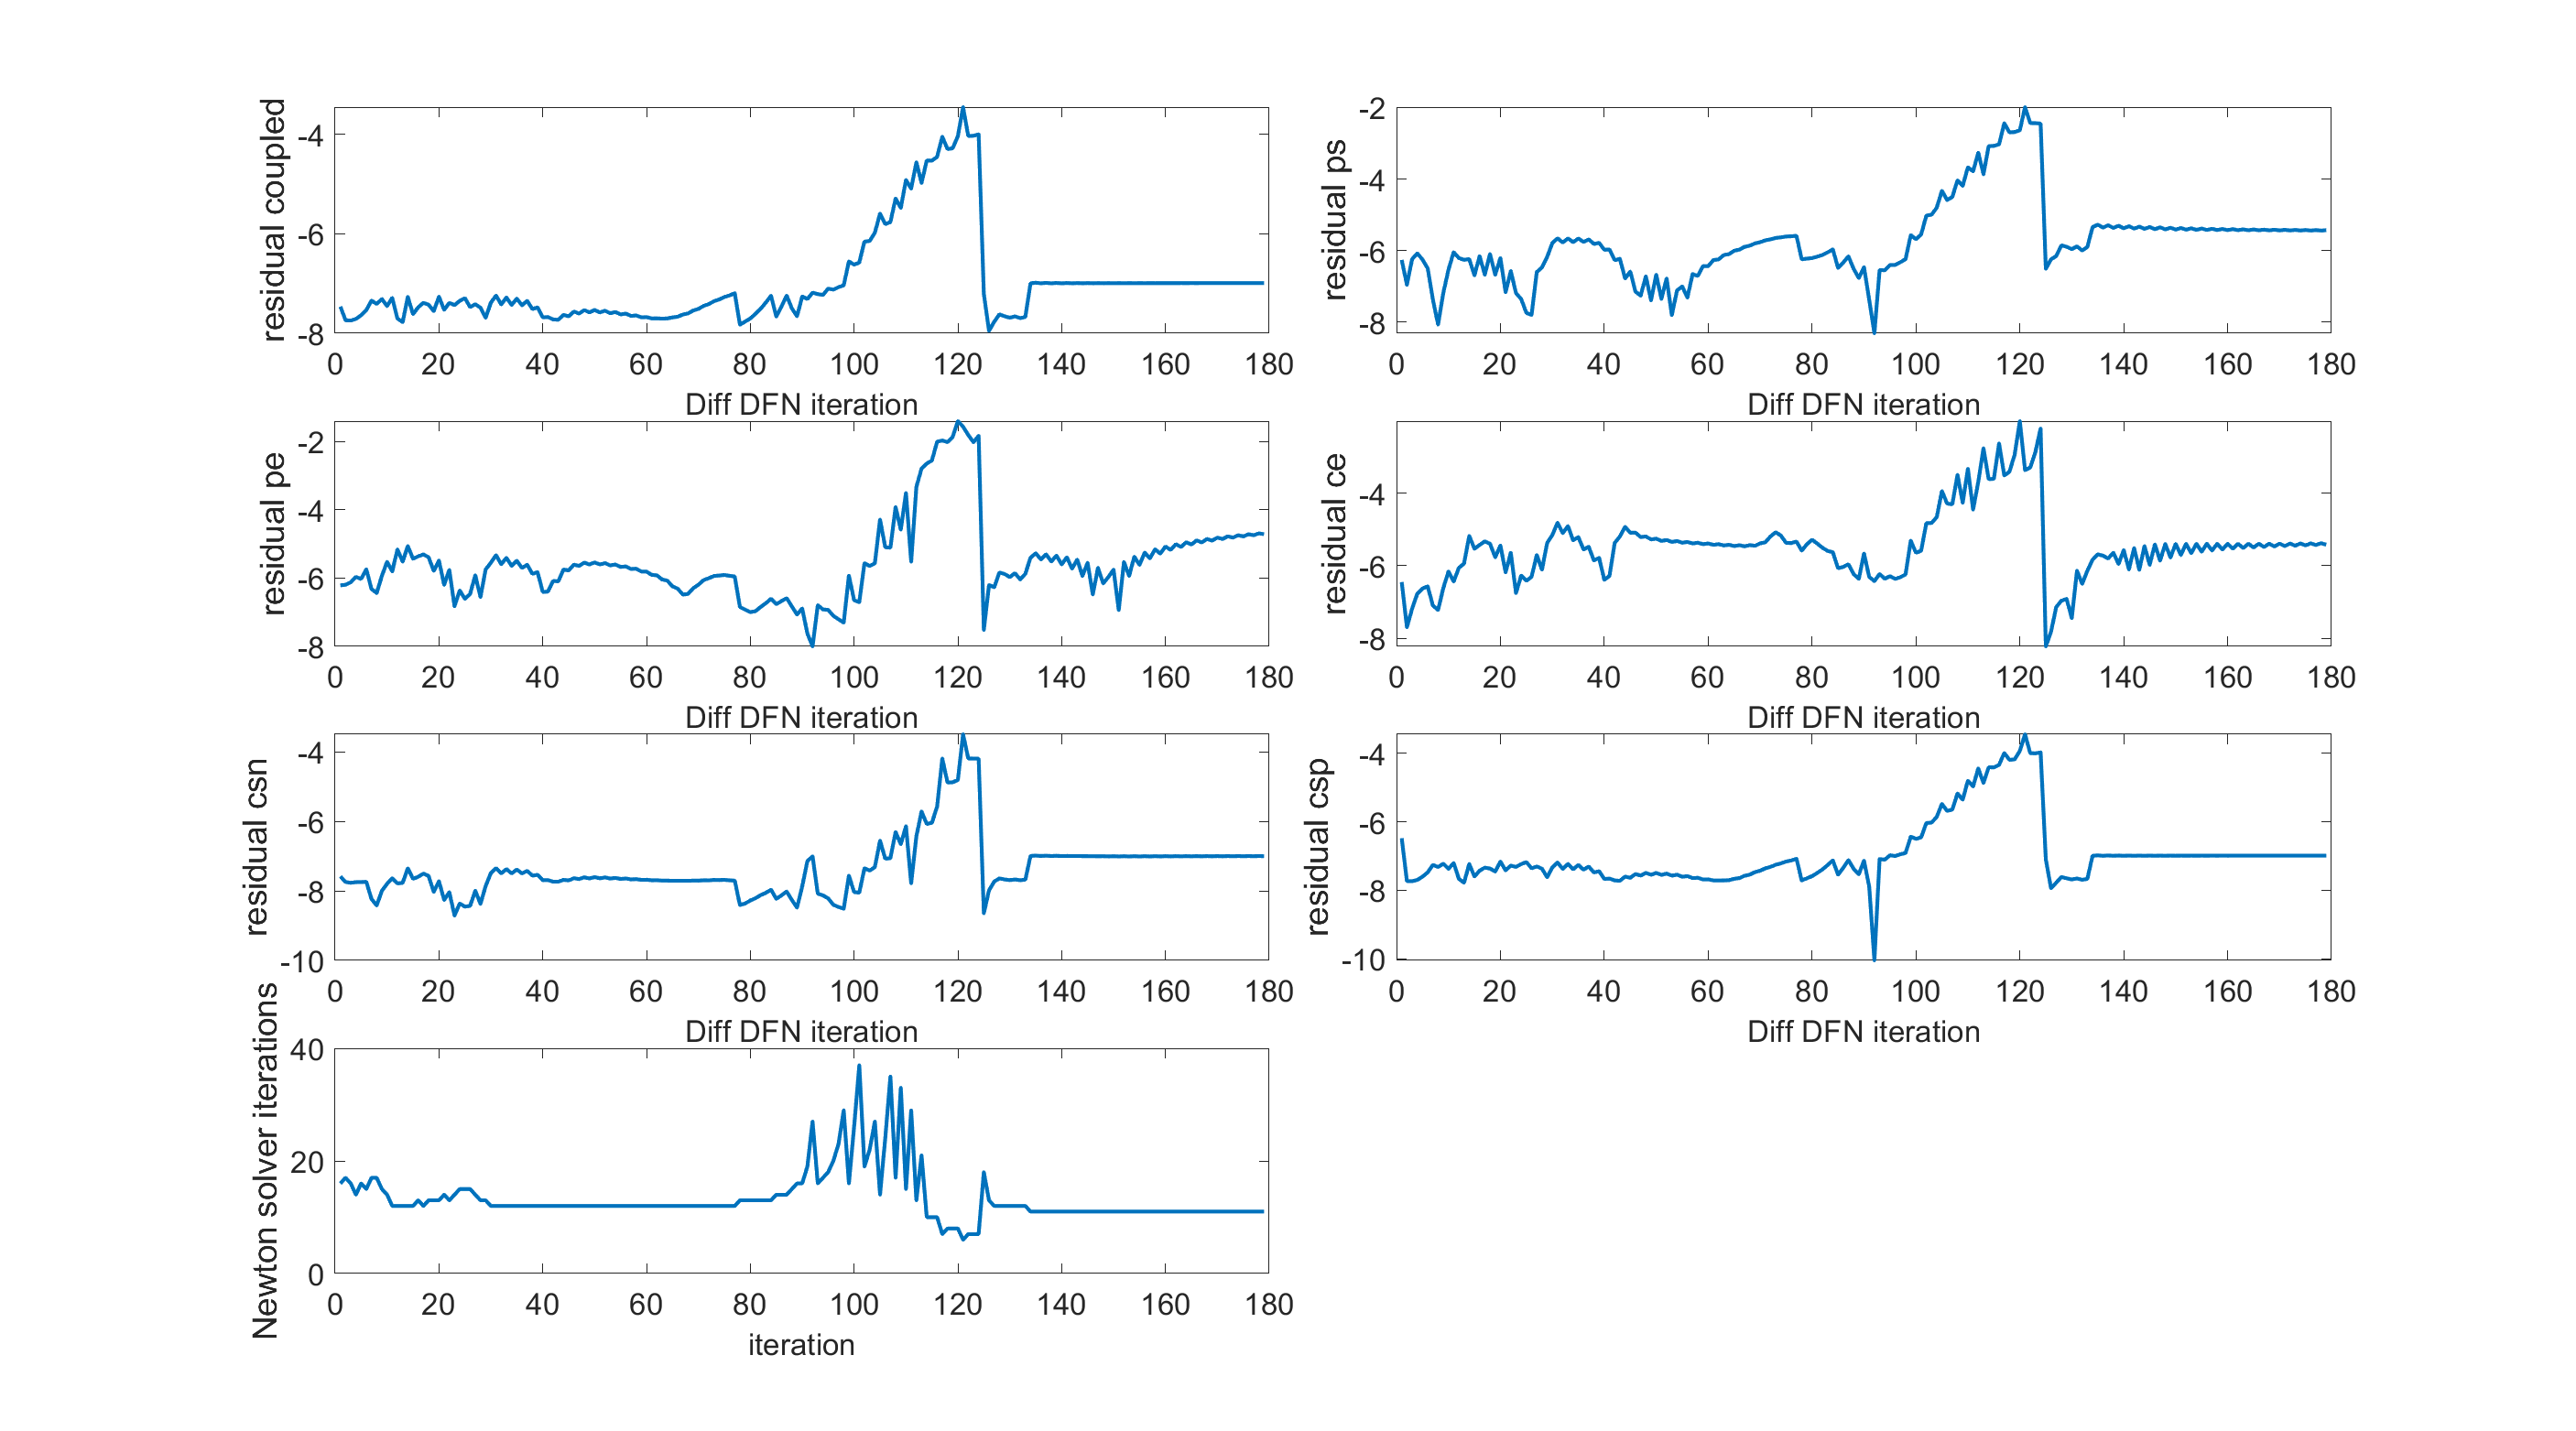 residual coupled
-4
-6
-8
0 20 40 60 80 100 120 140 160 180
Diff DFN iteration
residual ps
-2
-4
-6
-8
0 20 40 60 80 100 120 140 160 180
Diff DFN iteration
residual pe
-2
-4
-6
-8
0 20 40 60 80 100 120 140 160 180
Diff DFN iteration
residual ce
-4
-6
-8
0 20 40 60 80 100 120 140 160 180
Diff DFN iteration
residual csn
-4
-6
-8
-10
0 20 40 60 80 100 120 140 160 180
Diff DFN iteration
residual csp
-4
-6
-8
-10
0 20 40 60 80 100 120 140 160 180
Diff DFN iteration
Newton solver iterations
40
20
0
0 20 40 60 80 100 120 140 160 180
iteration